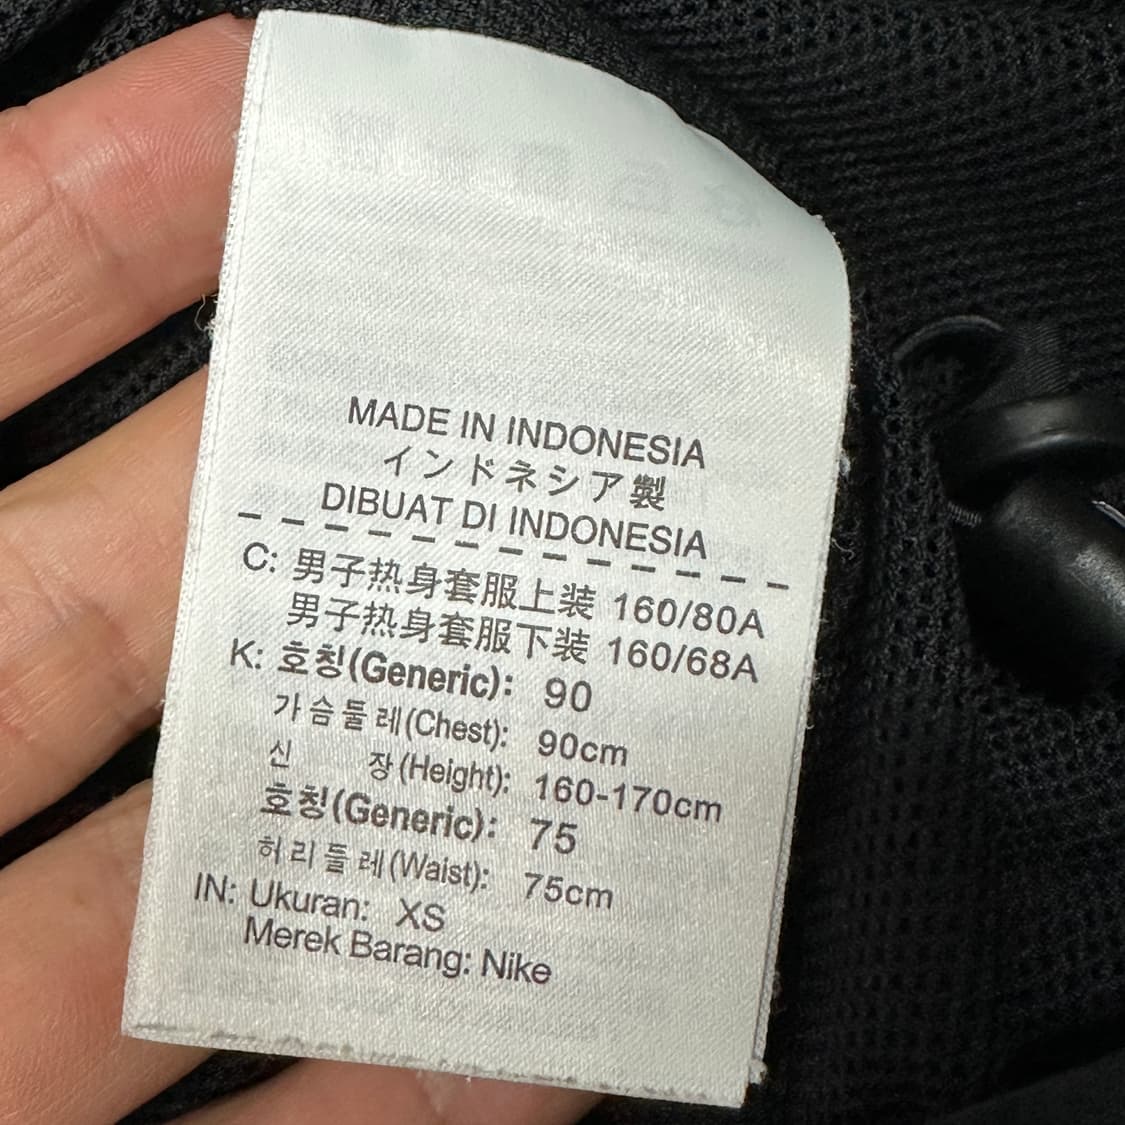 MADE IN INDONESIA
インドネシア製
DIBUAT DI INDONESIA
C: 男子热身套服上装 160/80A
男子热身套服下装 160/68A
K: 호칭(Generic): 90
가슴둘레(Chest): 90cm
신 장(Height): 160-170cm
호칭(Generic): 75
허리둘레(Waist): 75cm
IN: Ukuran: XS
Merek Barang: Nike